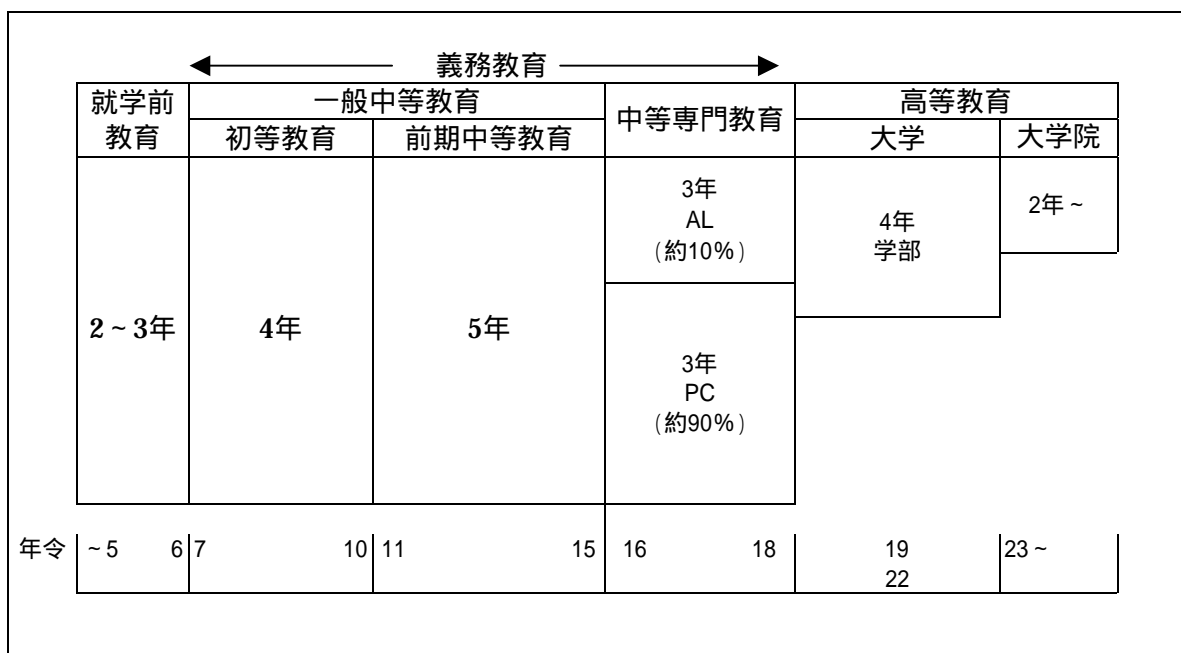 義務教育
就学前
教育
一般中等教育
中等専門教育
高等教育
初等教育
前期中等教育
大学
大学院
2～3年
4年
5年
3年
AL
(約10%)
3年
PC
(約90%)
4年
学部
2年～
年令
～5 6 7 10 11 15 16 18 19 23～
22